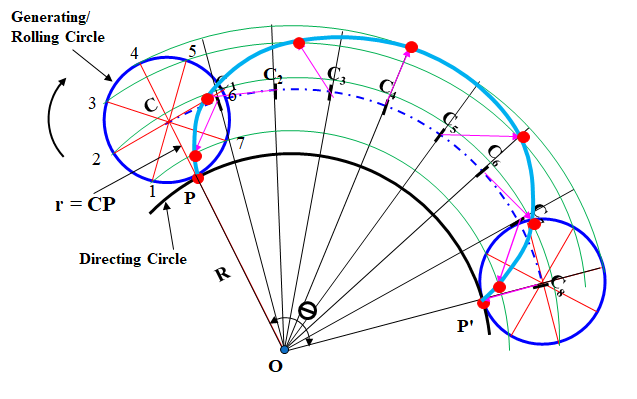 Generating/
Rolling Circle
4
5
3
C
6
C1
C2
C3
C4
C5
C6
2
7
1
r = CP
P
Directing Circle
R
θ
C8
P'
O